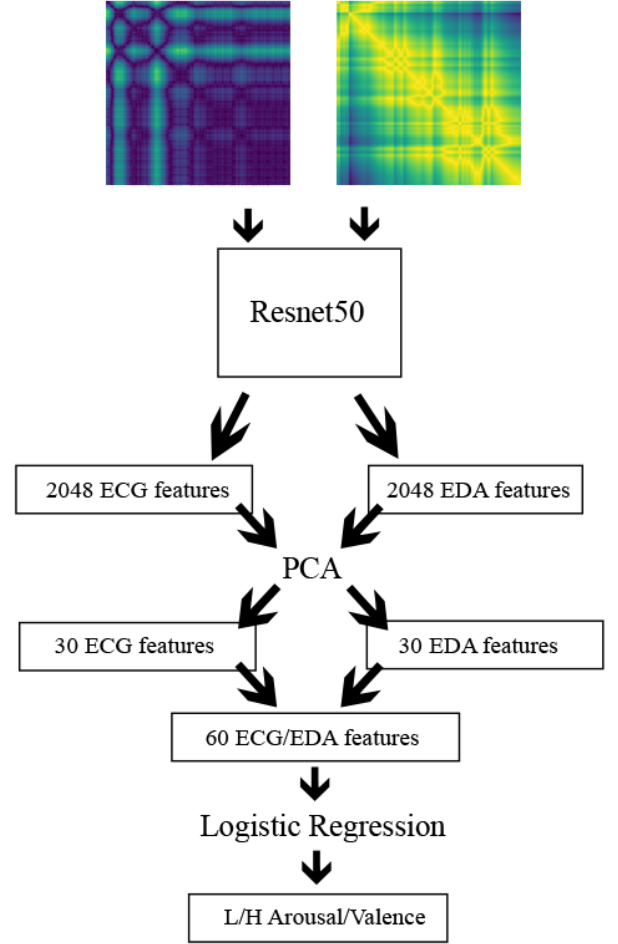 Resnet50
2048 ECG features
2048 EDA features
PCA
30 ECG features
30 EDA features
60 ECG/EDA features
Logistic Regression
L/H Arousal/Valence